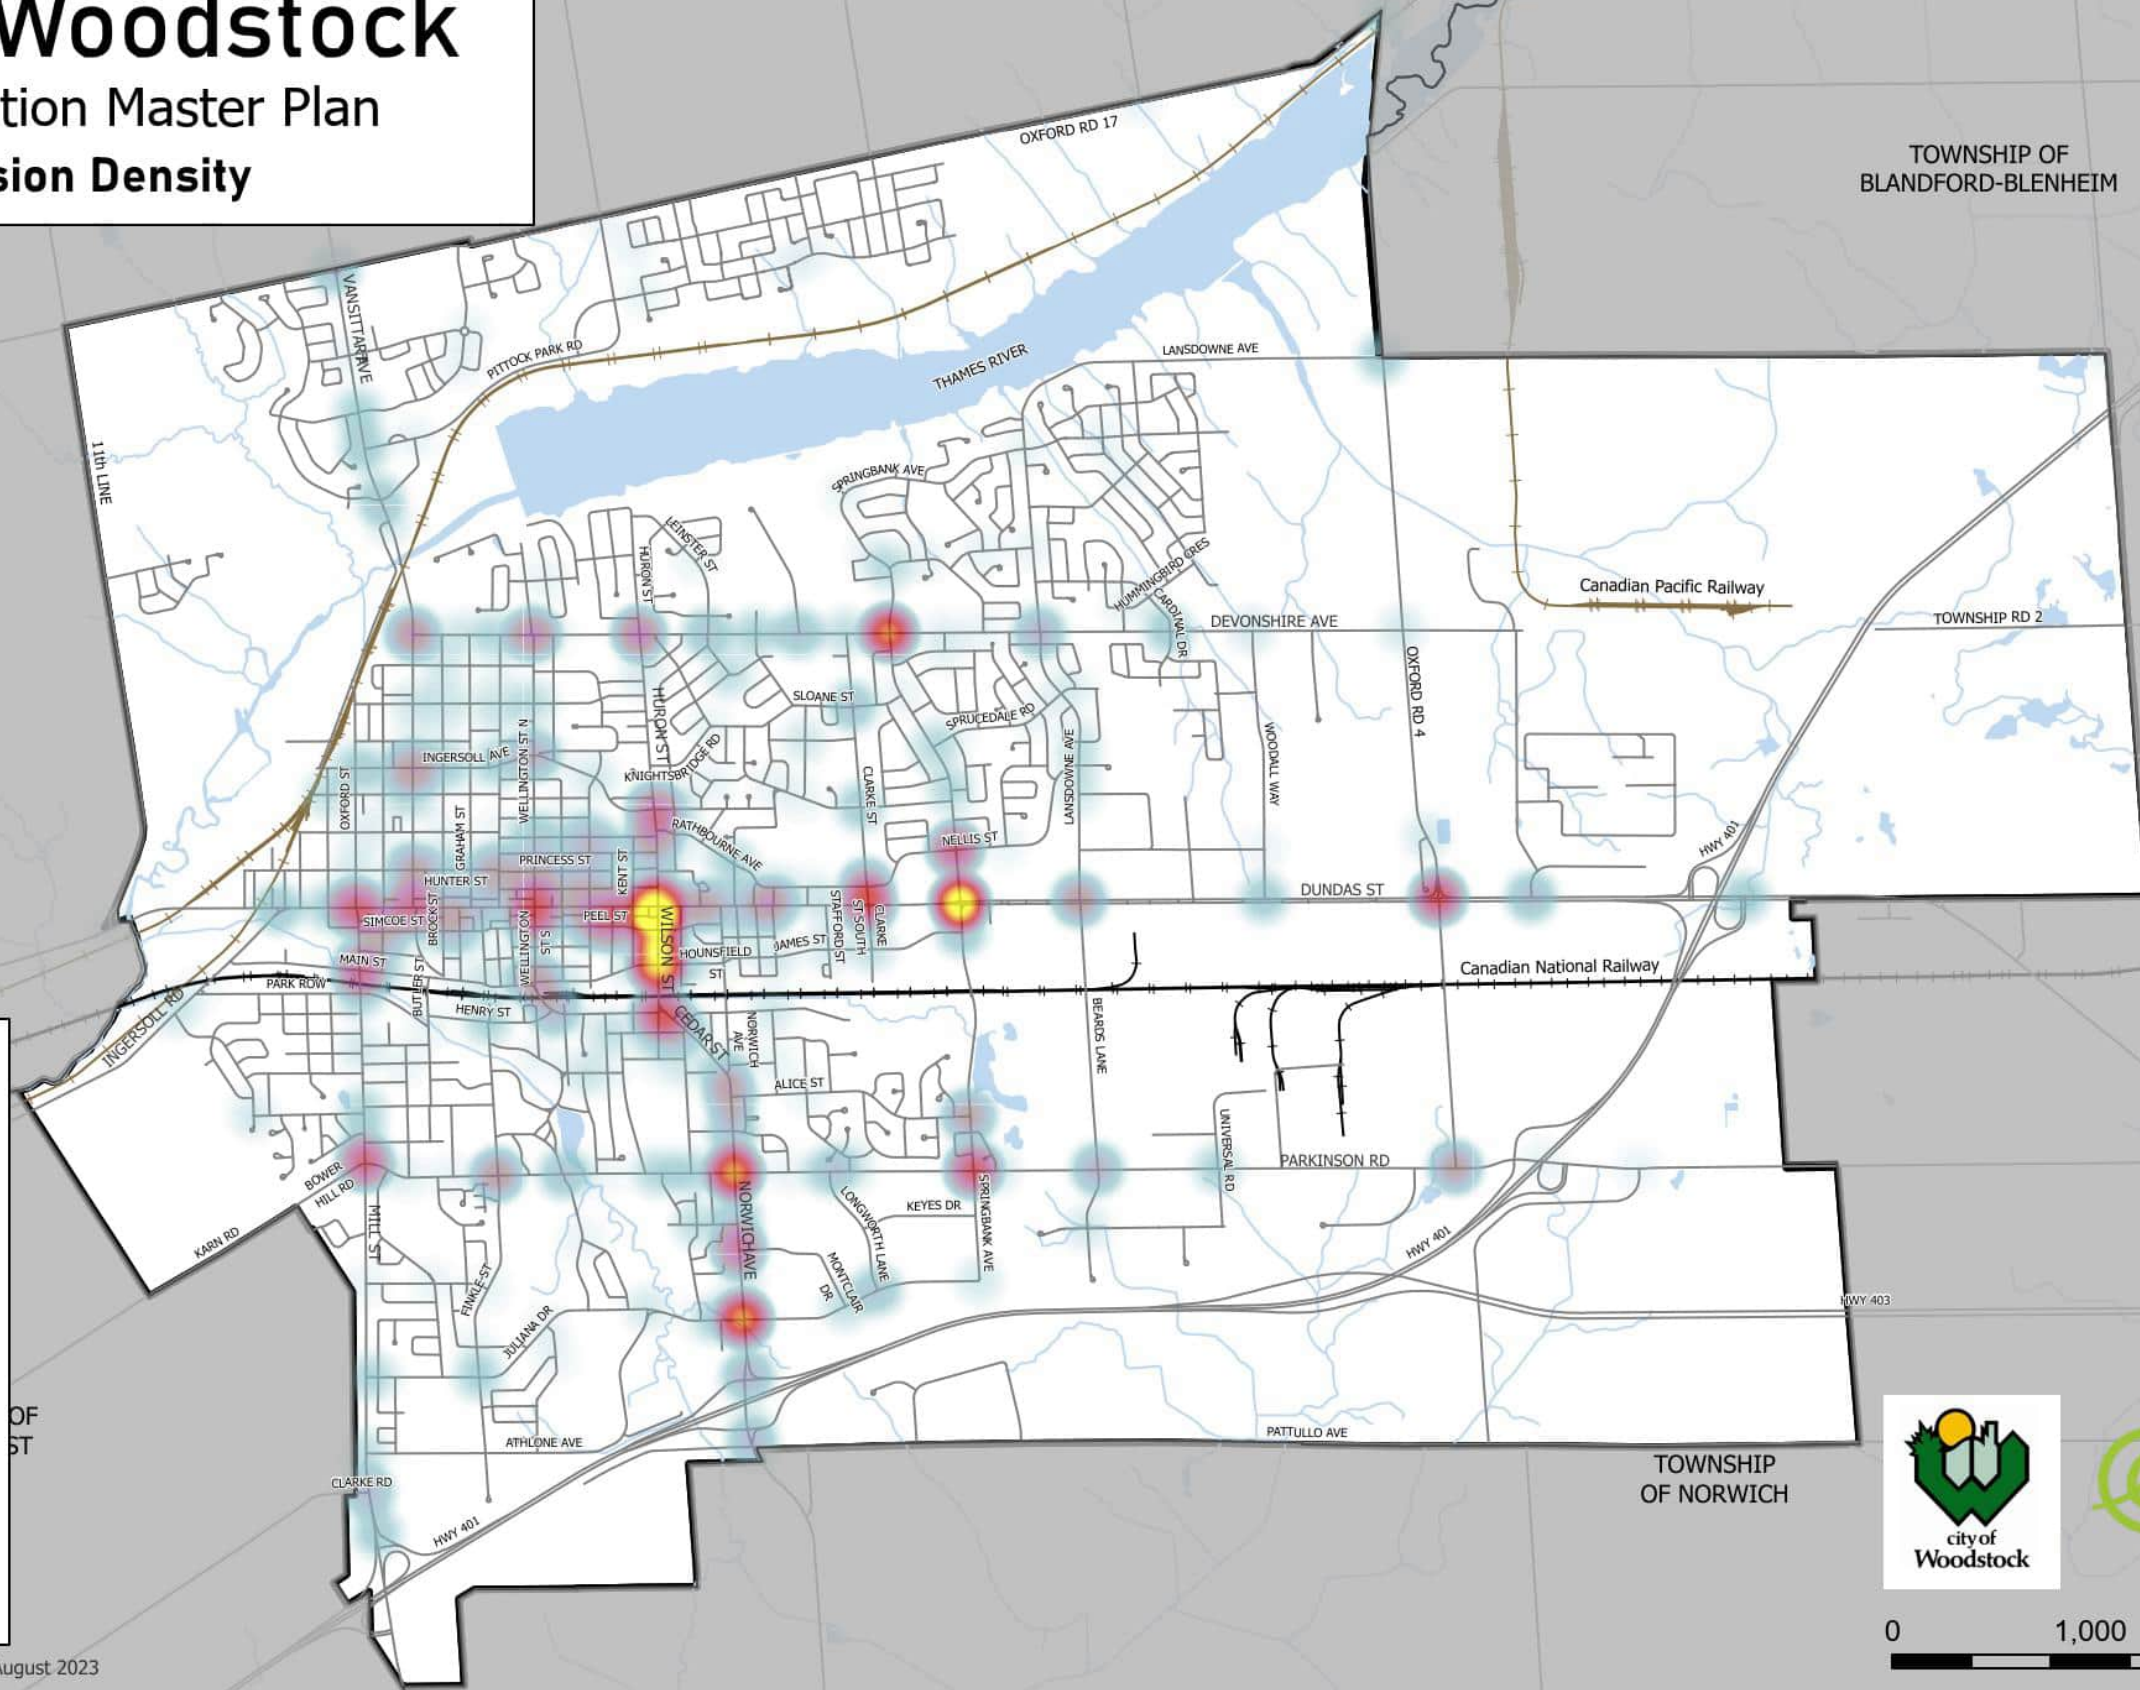 Woodstock
tion Master Plan
sion Density
OXFORD RD 17
TOWNSHIP OF
BLANDFORD-BLENHEIM
VANSITTART AVE
PITTOCK PARK RD
THAMES RIVER
LANSDOWNE AVE
11th LINE
SPRINGBANK AVE
LEINSTER ST
HURON ST
HUMMINGBIRD CRES
CARDINAL DR
Canadian Pacific Railway
DEVONSHIRE AVE
TOWNSHIP RD 2
OXFORD RD 4
SLOANE ST
SPRUCEDALE RD
HURON ST
WELLINGTON ST N
INGERSOLL AVE
KNIGHTSBRIDGE RD
OXFORD ST
CLARKE ST
LANSDOWNE AVE
WOODALL WAY
GRAHAM ST
RATHBOURNE AVE
NELLIS ST
HWY 401
PRINCESS ST
KENT ST
HUNTER ST
DUNDAS ST
SIMCOE ST
BROCK ST
PEEL ST
WILSON ST
STAFFORD ST
CLARKE
ST SOUTH
WELLINGTON
ST S
HOUNSFIELD
ST
JAMES ST
MAIN ST
BUTLER ST
Canadian National Railway
PARK ROW
HENRY ST
INGERSOLL RD
CEDAR ST
NORWICH
AVE
BEARDS LANE
ALICE ST
UNIVERSAL RD
PARKINSON RD
BOWER
HILL RD
KARN RD
MILL ST
NORWICH AVE
LONGWORTH LANE
KEYES DR
SPRINGBANK AVE
MONTCLAIR
DR
FINKLE ST
JULIANA DR
HWY 401
HWY 403
ATHLONE AVE
PATTULLO AVE
CLARKE RD
HWY 401
OF
ST
TOWNSHIP
OF NORWICH
city of
Woodstock
0 1,000
August 2023